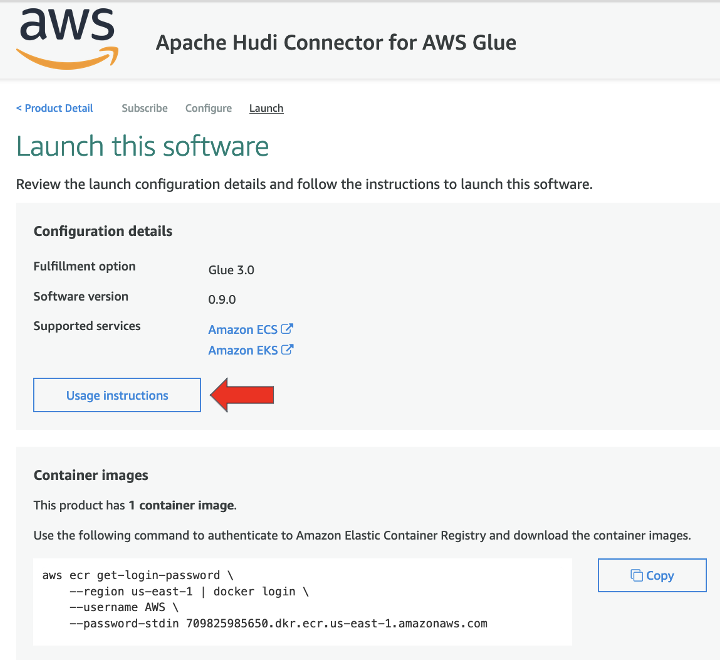 aws
Apache Hudi Connector for AWS Glue
< Product Detail Subscribe Configure Launch
Launch this software
Review the launch configuration details and follow the instructions to launch this software.
Configuration details
Fulfillment option Glue 3.0
Software version 0.9.0
Supported services Amazon ECS
Amazon EKS
Usage instructions
Container images
This product has 1 container image.
Use the following command to authenticate to Amazon Elastic Container Registry and download the container images.
aws ecr get-login-password \
--region us-east-1 | docker login \
--username AWS \
--password-stdin 709825985650.dkr.ecr.us-east-1.amazonaws.com
Copy